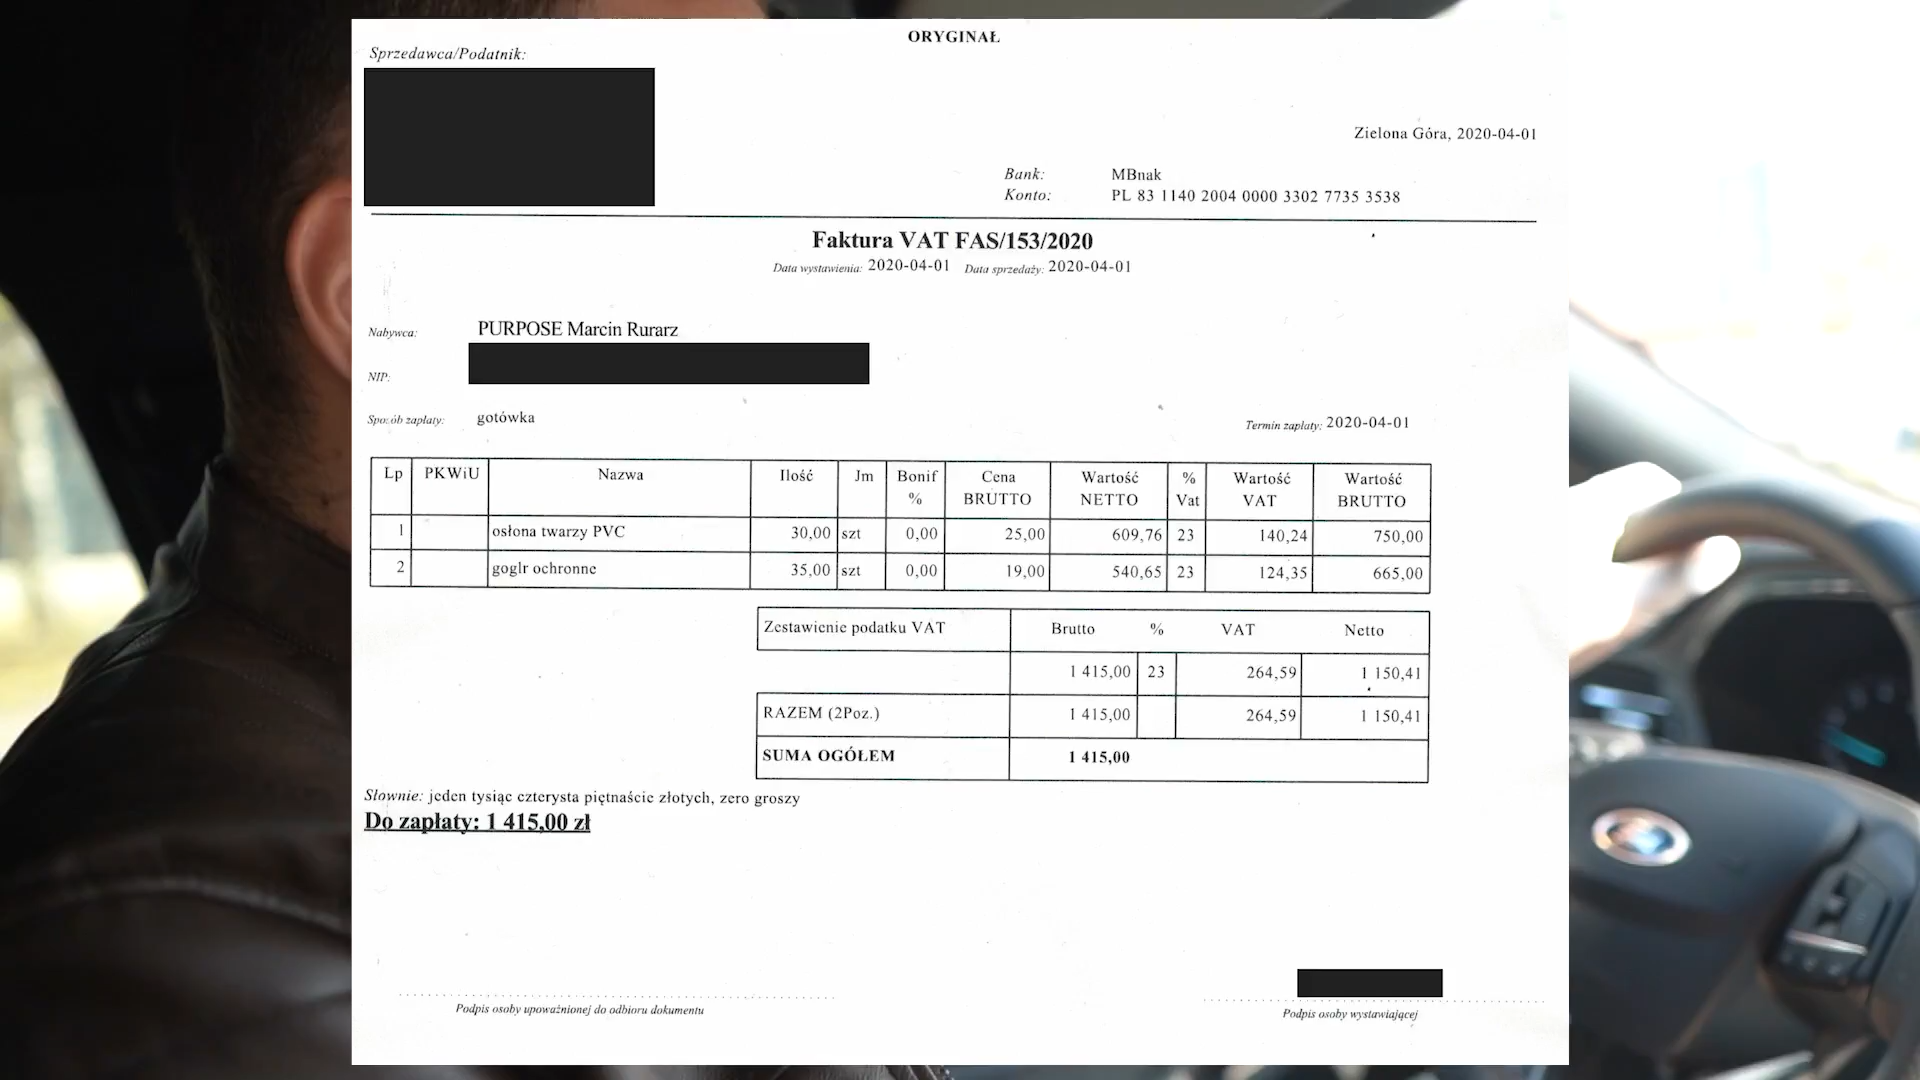 ORYGINAŁ
Sprzedawca/Podatnik:
Zielona Góra, 2020-04-01
Bank: MBnak
Konto: PL 83 1140 2004 0000 3302 7735 3538
Faktura VAT FAS/153/2020
Data wystawienia: 2020-04-01 Data sprzedaży: 2020-04-01
Nabywca: PURPOSE Marcin Rurarz
NIP:
Sposób zapłaty: gotówka
Termin zapłaty: 2020-04-01
Lp PKWiU Nazwa Ilość Jm Bonif % Cena BRUTTO Wartość NETTO % Vat Wartość VAT Wartość BRUTTO
1 osłona twarzy PVC 30,00 szt 0,00 25,00 609,76 23 140,24 750,00
2 goglr ochronne 35,00 szt 0,00 19,00 540,65 23 124,35 665,00
Zestawienie podatku VAT Brutto % VAT Netto
1 415,00 23 264,59 1 150,41
RAZEM (2Poz.) 1 415,00 264,59 1 150,41
SUMA OGÓŁEM 1 415,00
Słownie: jeden tysiąc czterysta piętnaście złotych, zero groszy
Do zapłaty: 1 415,00 zł
Podpis osoby upoważnionej do odbioru dokumentu
Podpis osoby wystawiającej